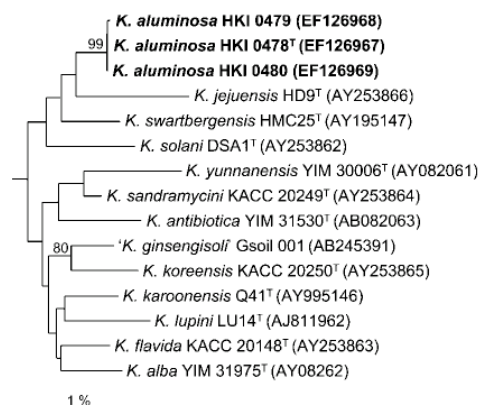 K. aluminosa HKI 0479 (EF126968)
99 K. aluminosa HKI 0478ᵀ (EF126967)
K. aluminosa HKI 0480 (EF126969)
K. jejuensis HD9ᵀ (AY253866)
K. swartbergensis HMC25ᵀ (AY195147)
K. solani DSA1ᵀ (AY253862)
K. yunnanensis YIM 30006ᵀ (AY082061)
K. sandramycini KACC 20249ᵀ (AY253864)
K. antibiotica YIM 31530ᵀ (AB082063)
80 ‘K. ginsengisoli’ Gsoil 001 (AB245391)
K. koreensis KACC 20250ᵀ (AY253865)
K. karoonensis Q41ᵀ (AY995146)
K. lupini LU14ᵀ (AJ811962)
K. flavida KACC 20148ᵀ (AY253863)
K. alba YIM 31975ᵀ (AY08262)
1 %